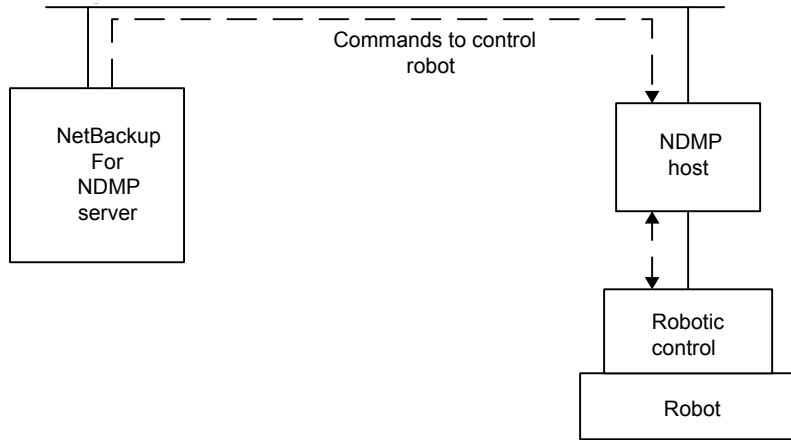 Commands to control
robot
NetBackup
For
NDMP
server
NDMP
host
Robotic
control
Robot